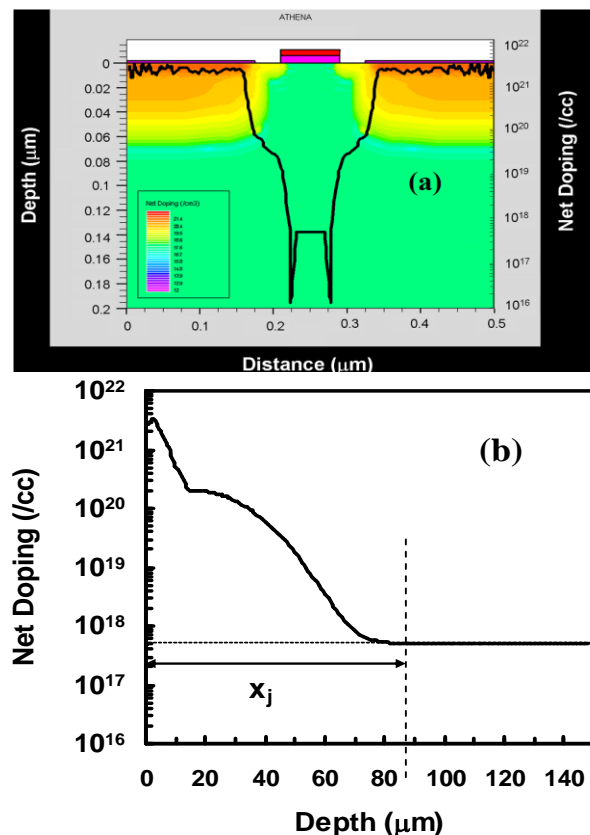 ATHENA
Depth (μm)
0
0.02
0.04
0.06
0.08
0.1
0.12
0.14
0.16
0.18
0.2
10²²
10²¹
10²⁰
10¹⁹
10¹⁸
10¹⁷
10¹⁶
Net Doping (/cc)
(a)
Net Doping (/cm3)
0 0.1 0.2 0.3 0.4 0.5
Distance (μm)
10²²
10²¹
10²⁰
10¹⁹
10¹⁸
10¹⁷
10¹⁶
Net Doping (/cc)
(b)
xⱼ
0 20 40 60 80 100 120 140
Depth (μm)